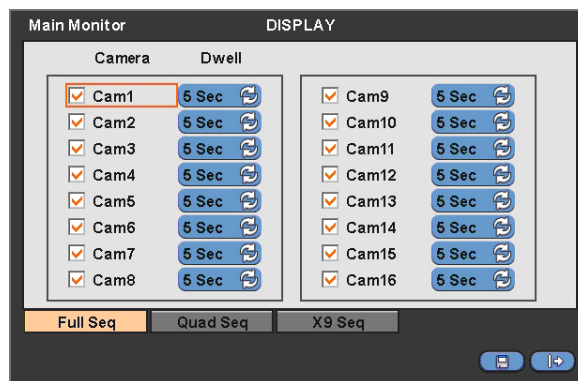 Main Monitor DISPLAY
Camera Dwell
Cam1 5 Sec
Cam2 5 Sec
Cam3 5 Sec
Cam4 5 Sec
Cam5 5 Sec
Cam6 5 Sec
Cam7 5 Sec
Cam8 5 Sec
Cam9 5 Sec
Cam10 5 Sec
Cam11 5 Sec
Cam12 5 Sec
Cam13 5 Sec
Cam14 5 Sec
Cam15 5 Sec
Cam16 5 Sec
Full Seq Quad Seq X9 Seq